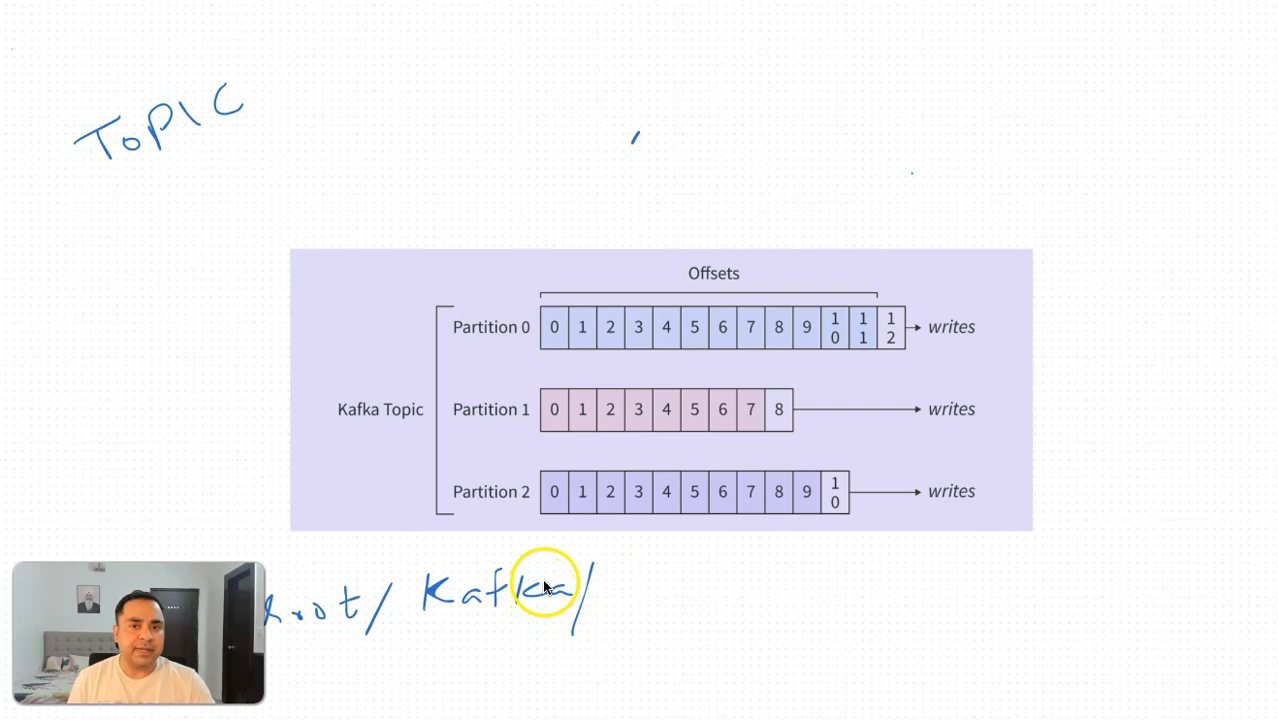 TOPIC
Offsets
Partition 0 0 1 2 3 4 5 6 7 8 9 10 11 12 writes
Kafka Topic
Partition 1 0 1 2 3 4 5 6 7 8 writes
Partition 2 0 1 2 3 4 5 6 7 8 9 10 writes
/ Kafka/